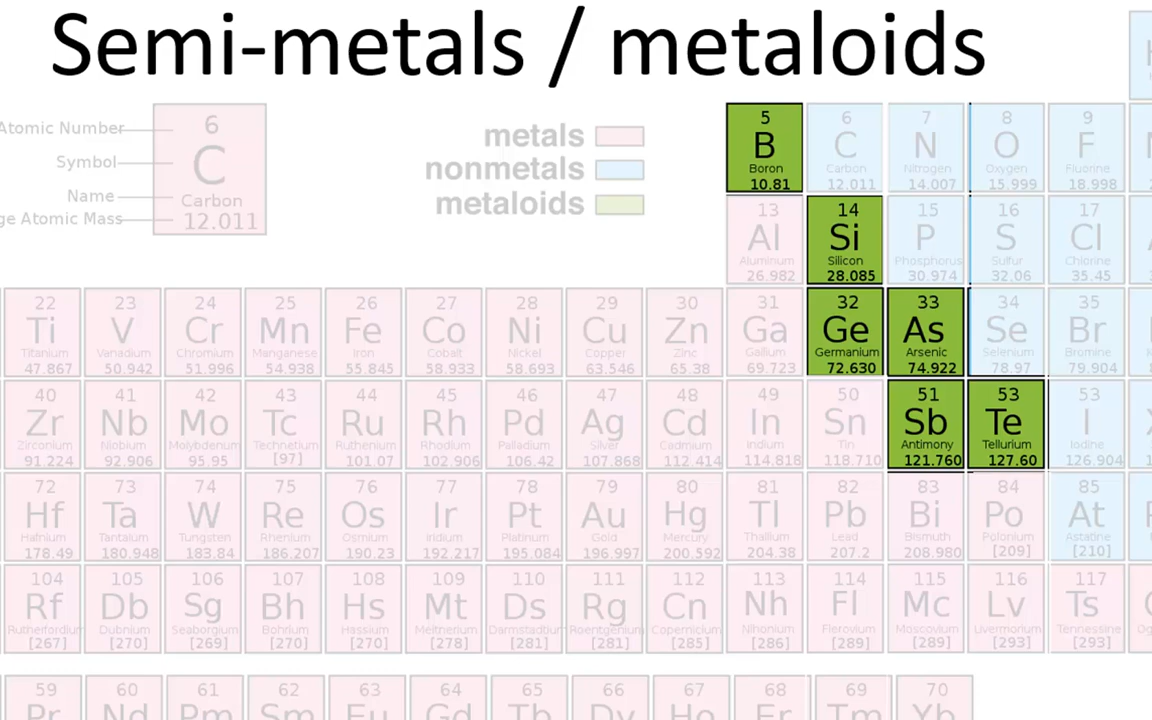 Semi-metals / metaloids
Atomic Number
Symbol
Name
ge Atomic Mass
6
C
Carbon
12.011
metals
nonmetals
metaloids
5 6 7 8 9
B C N O F
Boron Carbon Nitrogen Oxygen Fluorine
10.81 12.011 14.007 15.999 18.998
13 14 15 16 17
Al Si P S Cl
Aluminum Silicon Phosphorus Sulfur Chlorine
26.982 28.085 30.974 32.06 35.45
22 23 24 25 26 27 28 29 30 31 32 33 34 35
Ti V Cr Mn Fe Co Ni Cu Zn Ga Ge As Se Br
Titanium Vanadium Chromium Manganese Iron Cobalt Nickel Copper Zinc Gallium Germanium Arsenic Selenium Bromine
47.867 50.942 51.996 54.938 55.845 58.933 58.693 63.546 65.38 69.723 72.630 74.922 78.97 79.904
40 41 42 43 44 45 46 47 48 49 50 51 53 53
Zr Nb Mo Tc Ru Rh Pd Ag Cd In Sn Sb Te I
Zirconium Niobium Molybdenum Technetium Ruthenium Rhodium Palladium Silver Cadmium Indium Tin Antimony Tellurium Iodine
91.224 92.906 95.95 [97] 101.07 102.906 106.42 107.868 112.414 114.818 118.710 121.760 127.60 126.904
72 73 74 75 76 77 78 79 80 81 82 83 84 85
Hf Ta W Re Os Ir Pt Au Hg Tl Pb Bi Po At
Hafnium Tantalum Tungsten Rhenium Osmium Iridium Platinum Gold Mercury Thallium Lead Bismuth Polonium Astatine
178.49 180.948 183.84 186.207 190.23 192.217 195.084 196.997 200.592 204.38 207.2 208.980 [209] [210]
104 105 106 107 108 109 110 111 112 113 114 115 116 117
Rf Db Sg Bh Hs Mt Ds Rg Cn Nh Fl Mc Lv Ts
Rutherfordium Dubnium Seaborgium Bohrium Hassium Meitnerium Darmstadtium Roentgenium Copernicium Nihonium Flerovium Moscovium Livermorium Tennessine
[267] [270] [269] [270] [270] [278] [281] [281] [285] [286] [289] [289] [293] [293]
59 60 61 62 63 64 65 66 67 68 69 70
Pr Nd Pm Sm Eu Gd Tb Dy Ho Er Tm Yb